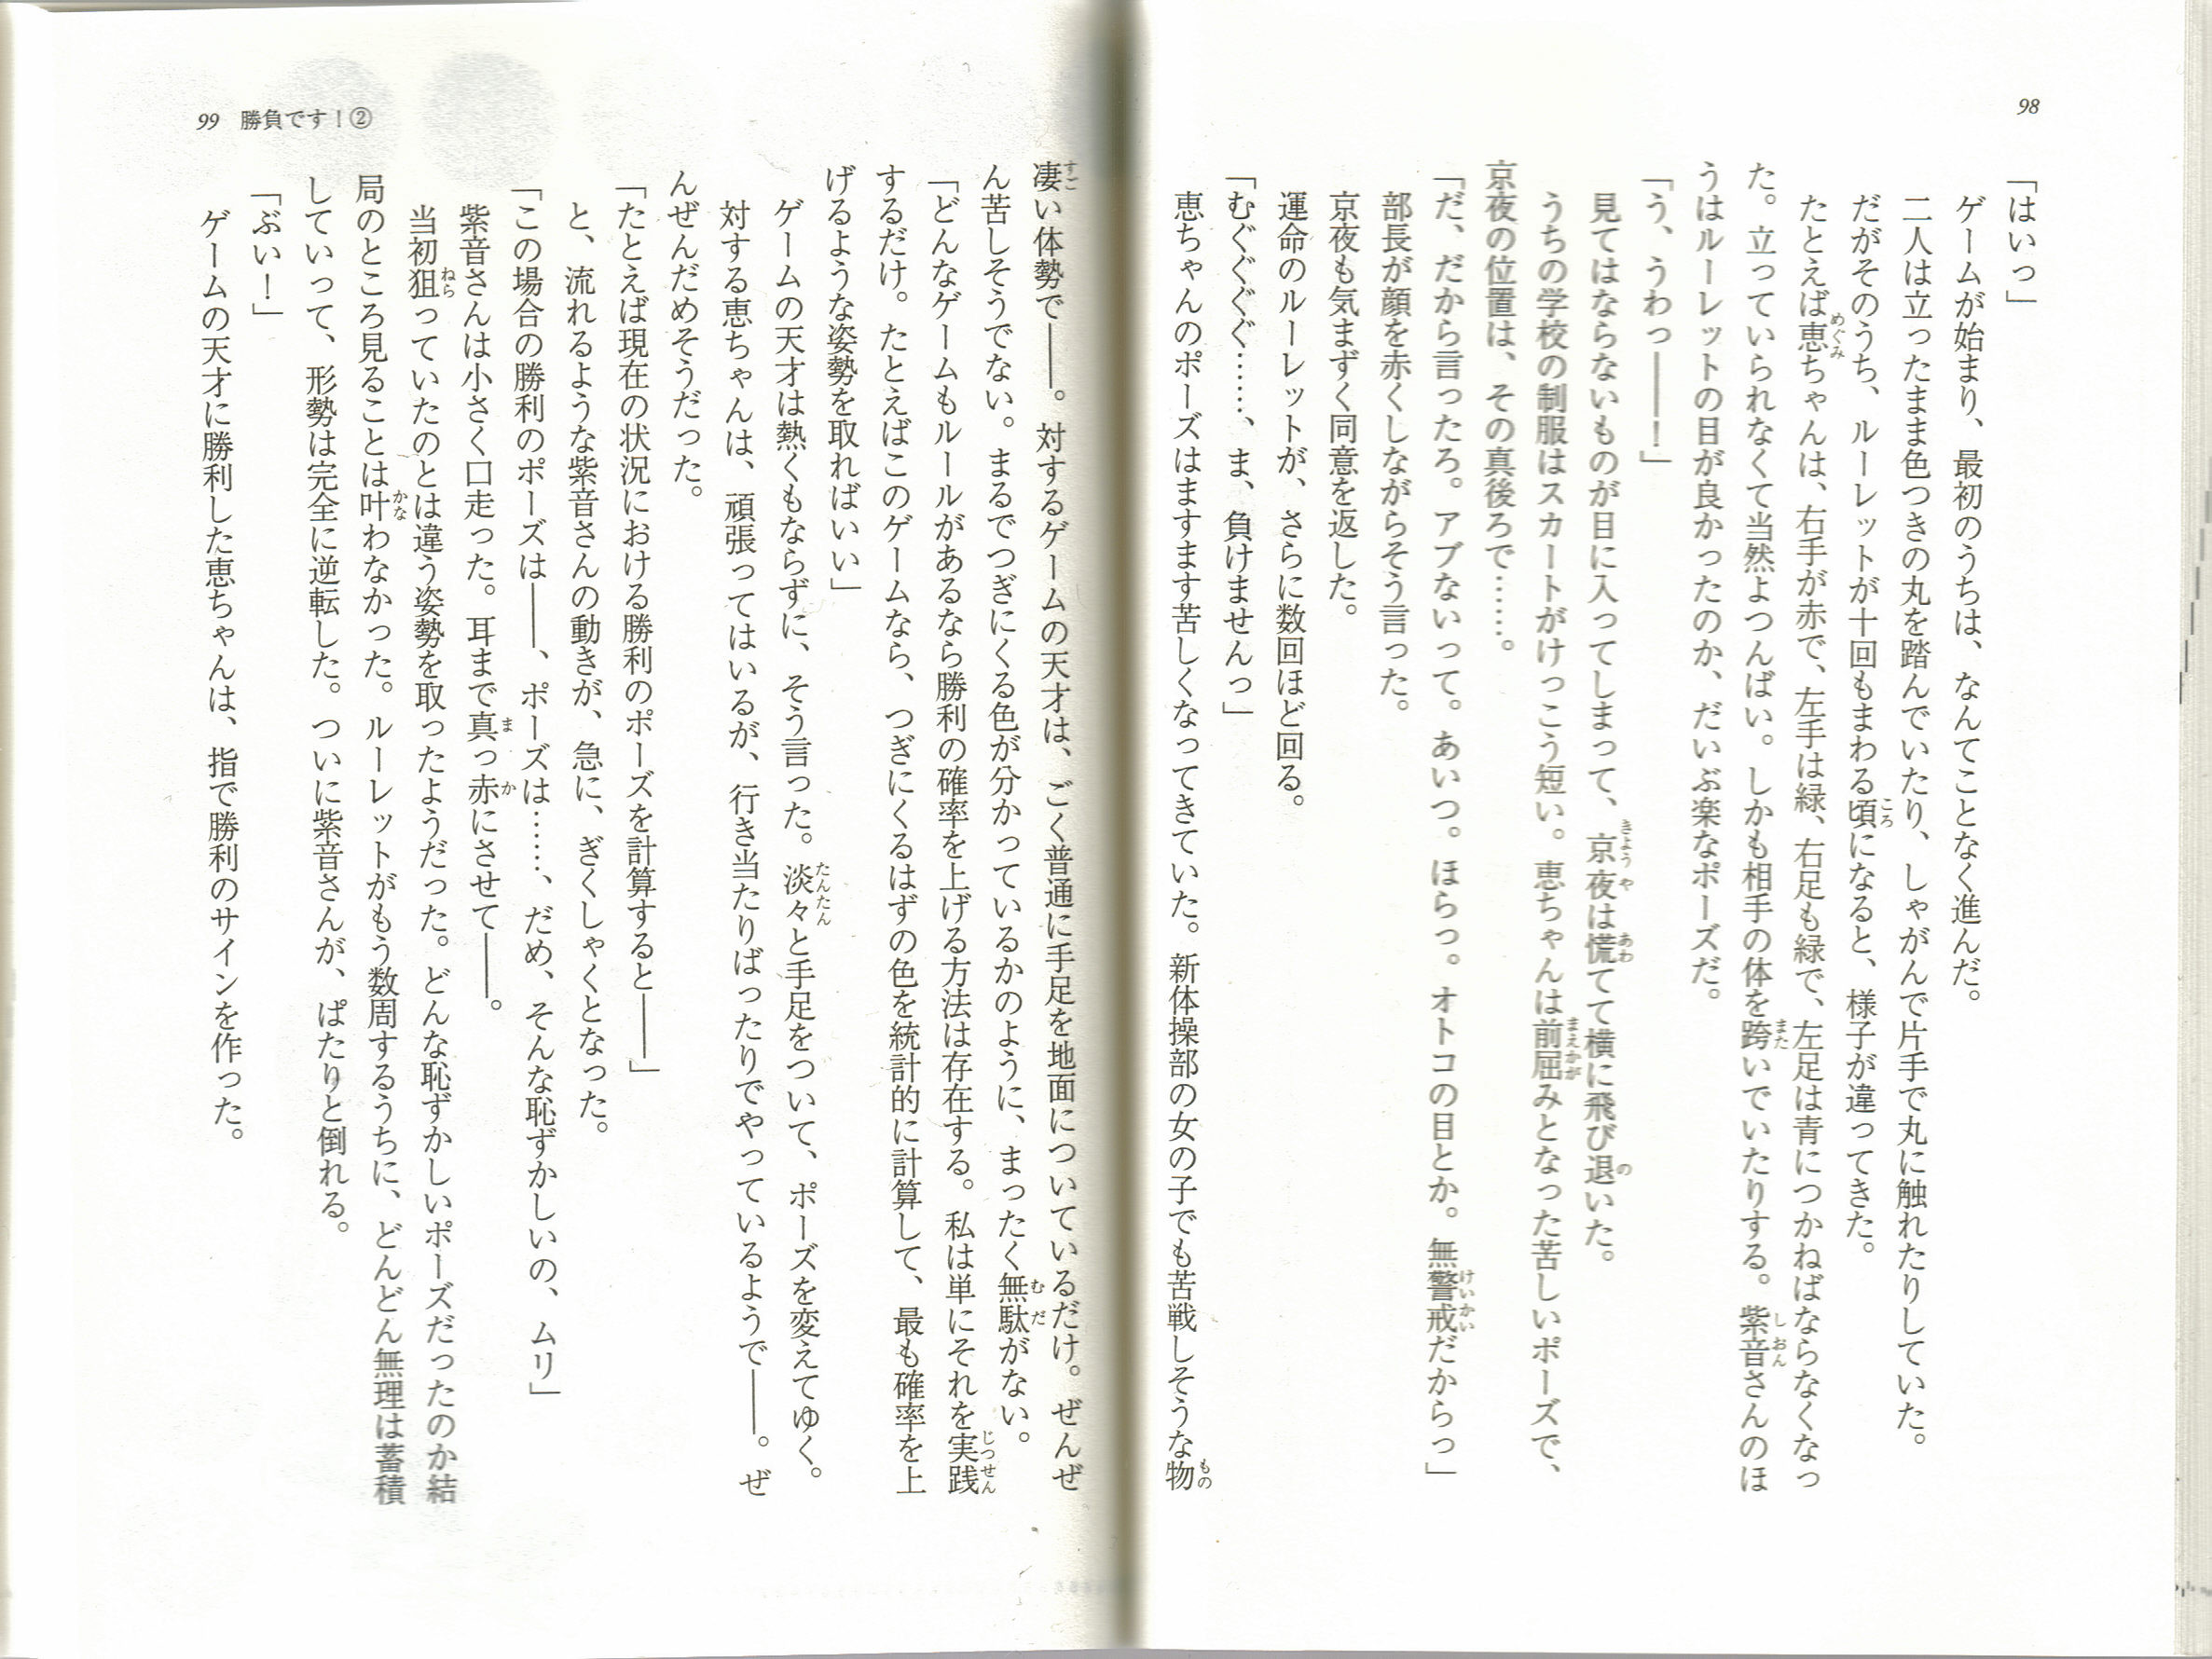 98
「はいっ」
ゲームが始まり、最初のうちは、なんてことなく進んだ。
二人は立ったまま色つきの丸を踏んでいたり、しゃがんで片手で丸に触れたりしていた。
だがそのうち、ルーレットが十回もまわる頃になると、様子が違ってきた。
たとえば恵ちゃんは、右手が赤で、左手は緑、右足も緑で、左足は青につかねばならなくなっ
た。立っていられなくて当然よつんばい。しかも相手の体を跨いでいたりする。紫音さんのほ
うはルーレットの目が良かったのか、だいぶ楽なポーズだ。
「う、うわっ――！」
見てはならないものが目に入ってしまって、京夜は慌てて横に飛び退いた。
うちの学校の制服はスカートがけっこう短い。恵ちゃんは前屈みとなった苦しいポーズで、
京夜の位置は、その真後ろで……。
「だ、だから言ったろ。アブないって。あいつ。ほらっ。オトコの目とか。無警戒だからっ」
部長が顔を赤くしながらそう言った。
京夜も気まずく同意を返した。
運命のルーレットが、さらに数回ほど回る。
「むぐぐぐぐ……、ま、負けませんっ」
恵ちゃんのポーズはますます苦しくなってきていた。新体操部の女の子でも苦戦しそうな物
凄い体勢で――。対するゲームの天才は、ごく普通に手足を地面についているだけ。ぜんぜ
ん苦しそうでない。まるでつぎにくる色が分かっているかのように、まったく無駄がない。
「どんなゲームもルールがあるなら勝利の確率を上げる方法は存在する。私は単にそれを実践
するだけ。たとえばこのゲームなら、つぎにくるはずの色を統計的に計算して、最も確率を上
げるような姿勢を取ればいい」
ゲームの天才は熱くもならずに、そう言った。淡々と手足をついて、ポーズを変えてゆく。
対する恵ちゃんは、頑張ってはいるが、行き当たりばったりでやっているようで――。ぜ
んぜんだめそうだった。
「たとえば現在の状況における勝利のポーズを計算すると――」
と、流れるような紫音さんの動きが、急に、ぎくしゃくとなった。
「この場合の勝利のポーズは――、ポーズは……、だめ、そんな恥ずかしいの、ムリ」
紫音さんは小さく口走った。耳まで真っ赤にさせて――。
当初狙っていたのとは違う姿勢を取ったようだった。どんな恥ずかしいポーズだったのか結
局のところ見ることは叶わなかった。ルーレットがもう数周するうちに、どんどん無理は蓄積
していって、形勢は完全に逆転した。ついに紫音さんが、ぱたりと倒れる。
「ぶい！」
ゲームの天才に勝利した恵ちゃんは、指で勝利のサインを作った。
99 勝負です！②